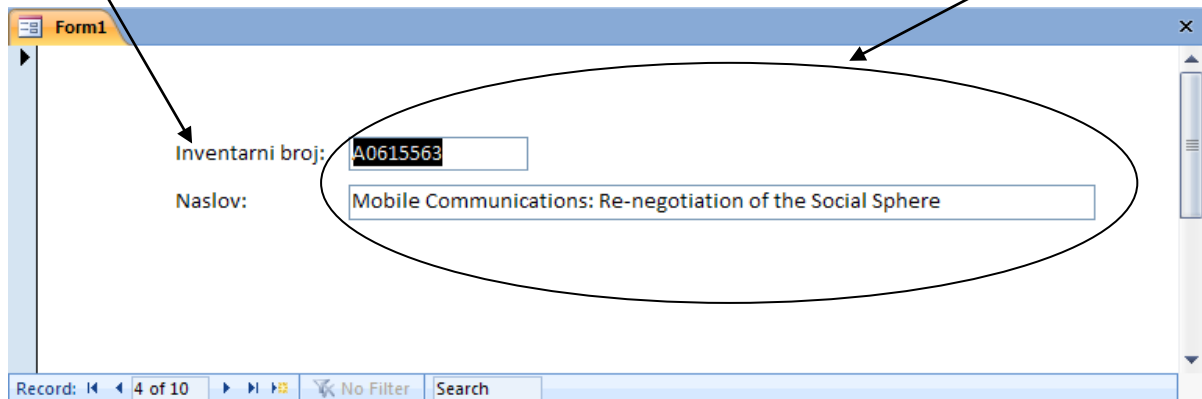 Form1
Inventarni broj: A0615563
Naslov: Mobile Communications: Re-negotiation of the Social Sphere
Record: 4 of 10 No Filter Search